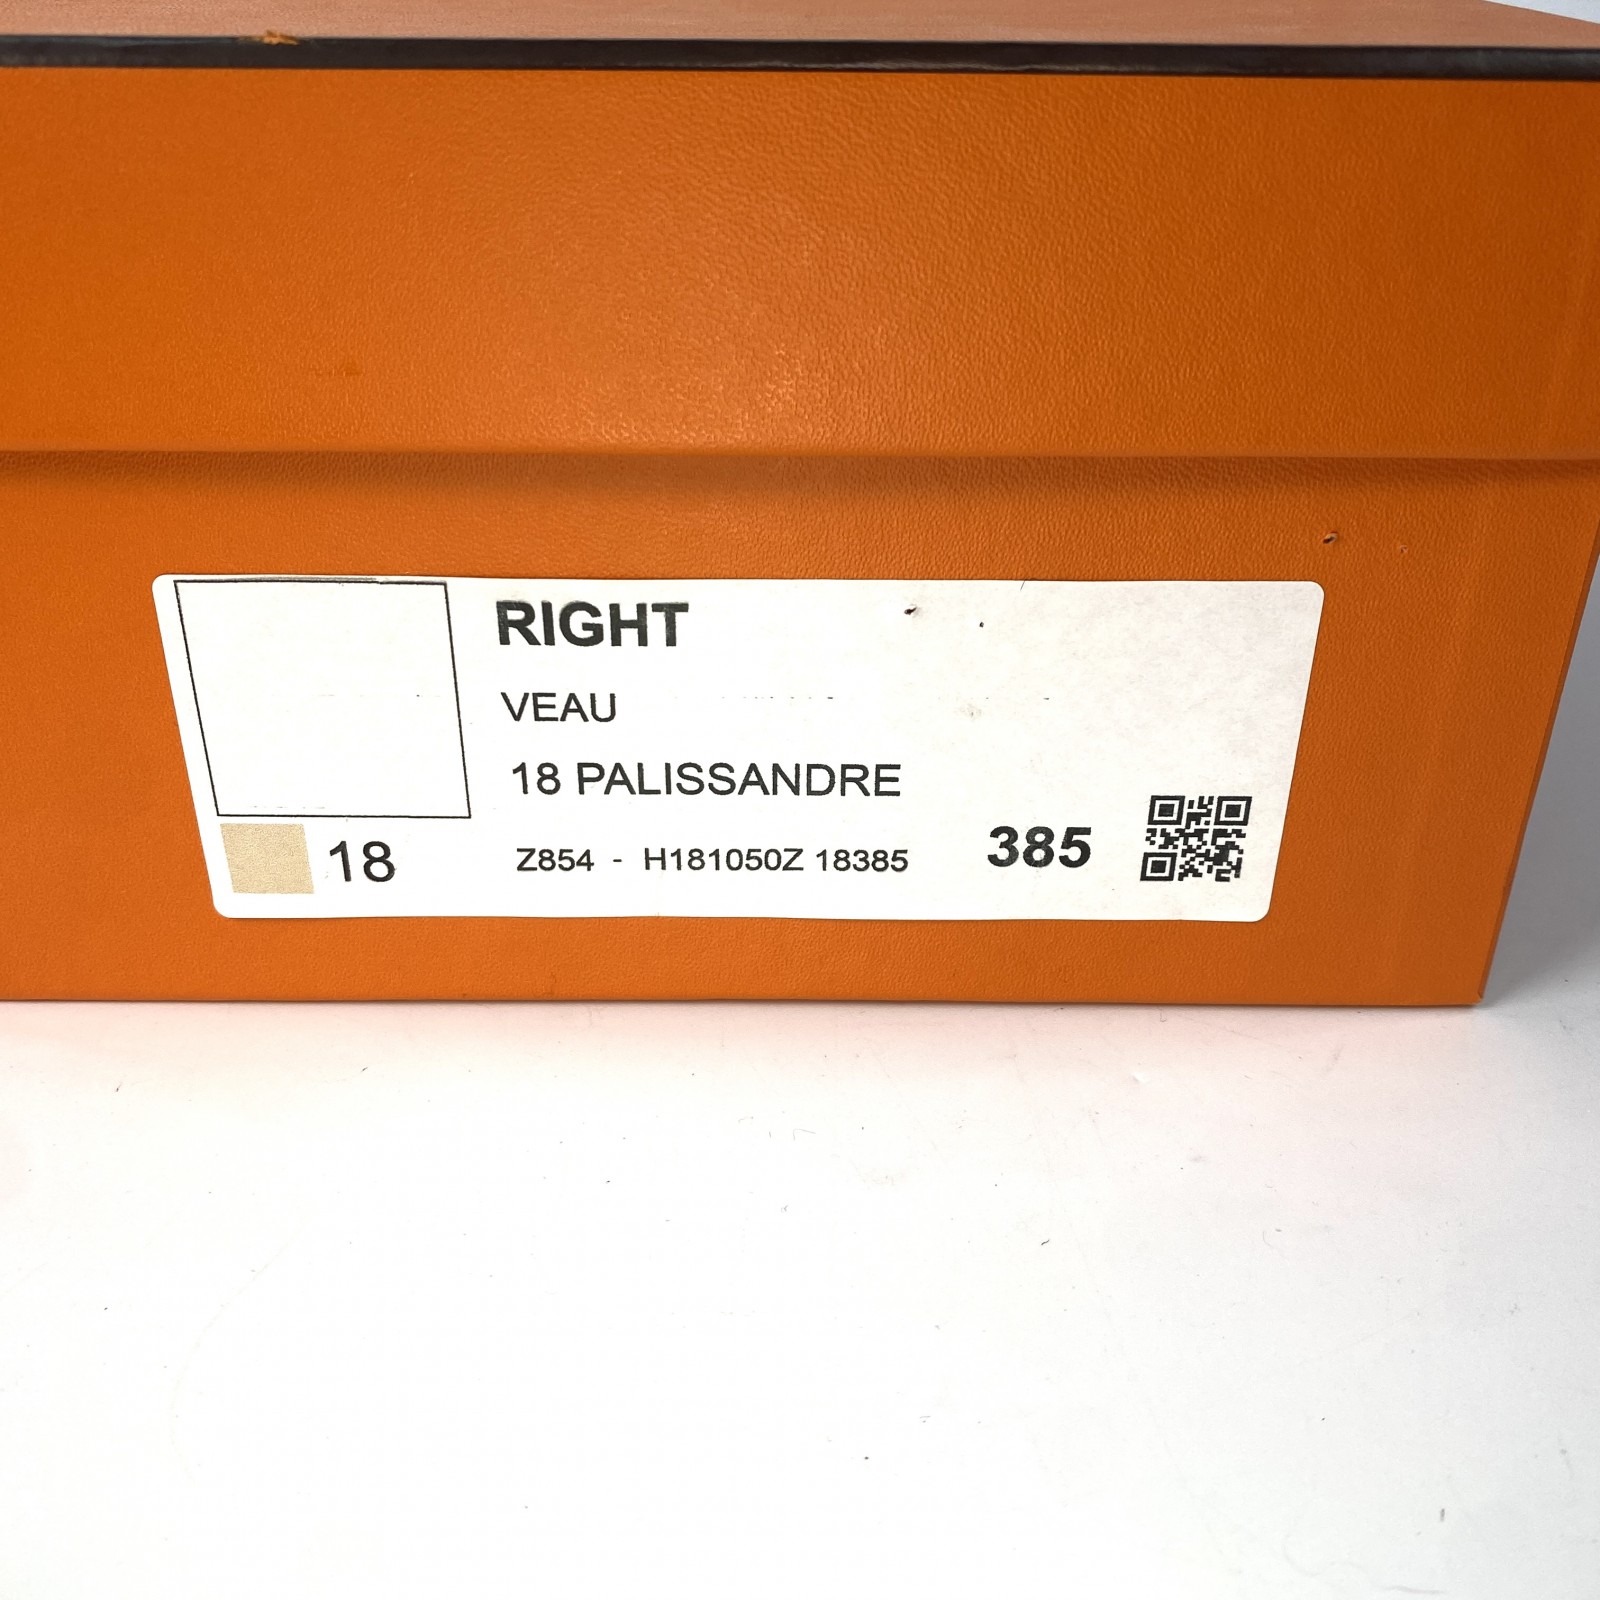 RIGHT
VEAU
18 PALISSANDRE
18
Z854 - H181050Z 18385
385